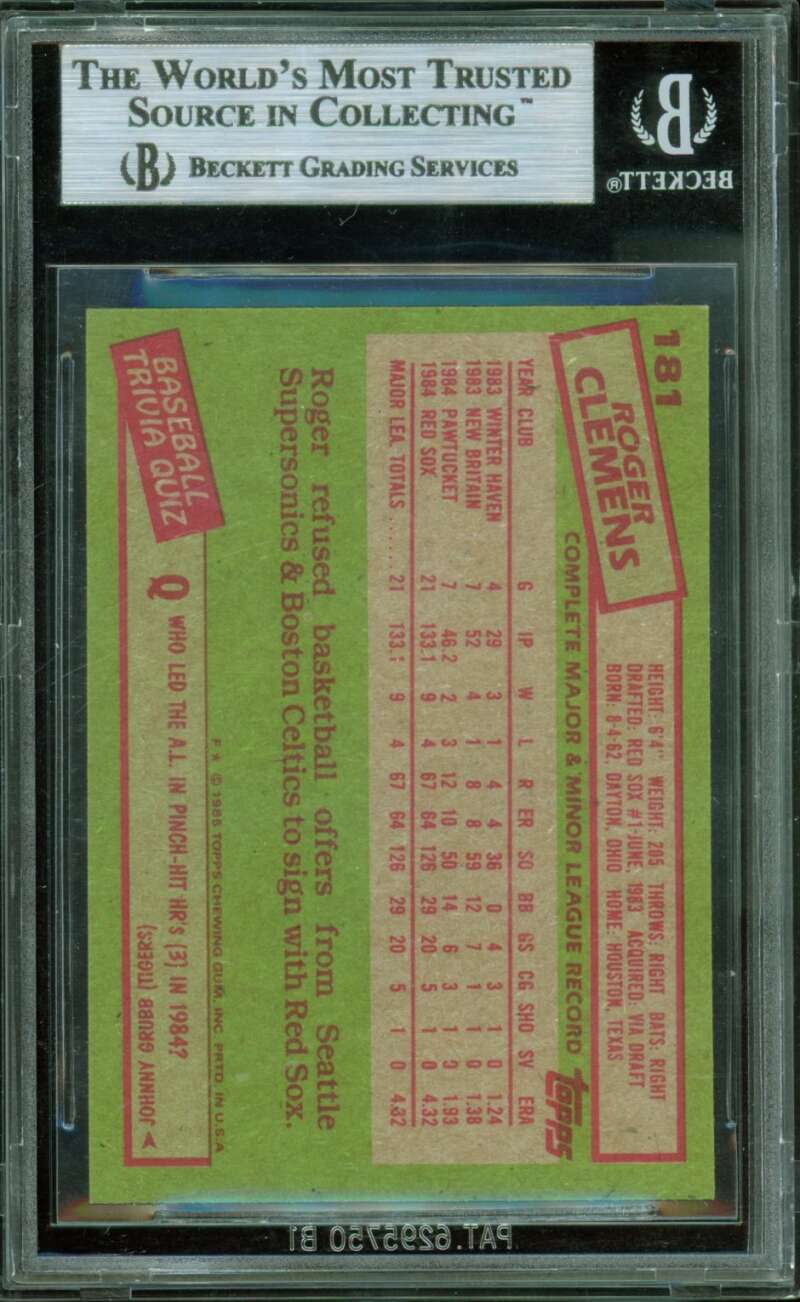 THE WORLD'S MOST TRUSTED
SOURCE IN COLLECTING™
(B) BECKETT GRADING SERVICES
B
BECKETT®
181
ROGER
CLEMENS
HEIGHT: 6'4" WEIGHT: 205 THROWS: RIGHT BATS: RIGHT
DRAFTED: RED SOX #1-JUNE, 1983 ACQUIRED: VIA DRAFT
BORN: 8-4-62, DAYTON, OHIO HOME: HOUSTON, TEXAS
COMPLETE MAJOR & MINOR LEAGUE RECORD
topps
YEAR CLUB G IP W L R ER SO BB GS CG SHO SV ERA
1983 WINTER HAVEN 4 29 3 1 4 4 36 0 4 3 1 0 1.24
1983 NEW BRITAIN 7 52 4 1 8 8 59 12 7 1 1 0 1.38
1984 PAWTUCKET 7 46.2 2 3 12 10 50 14 6 3 1 0 1.93
1984 RED SOX 21 133.1 9 4 67 64 126 29 20 5 1 0 4.32
MAJOR LEA. TOTALS ...... 21 133.1 9 4 67 64 126 29 20 5 1 0 4.32
Roger refused basketball offers from Seattle
Supersonics & Boston Celtics to sign with Red Sox.
F ★ © 1985 TOPPS CHEWING GUM, INC. PRTD. IN U.S.A
BASEBALL
TRIVIA QUIZ
Q WHO LED THE A.L. IN PINCH-HIT HR's (3) IN 1984?
JOHNNY GRUBB (TIGERS)
A
PAT.6295750 B1